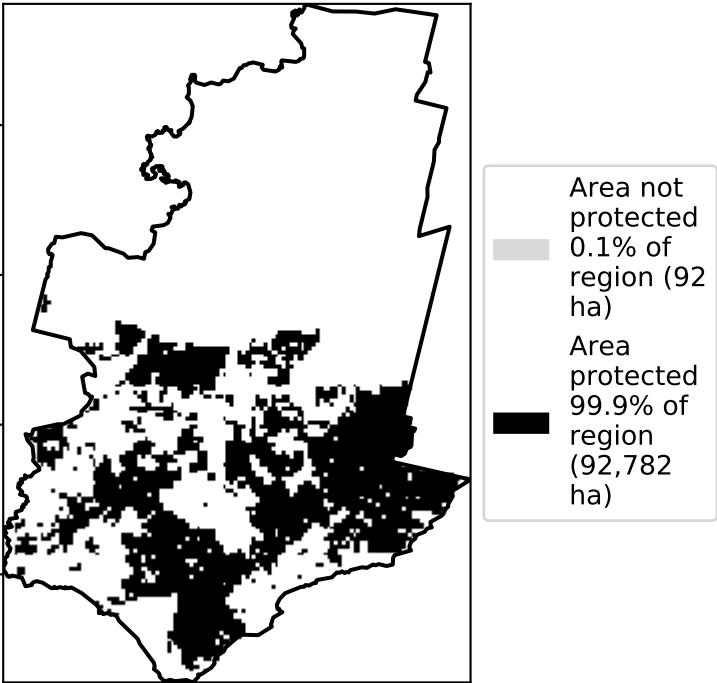 Area not
protected
0.1% of
region (92
ha)
Area
protected
99.9% of
region
(92,782
ha)